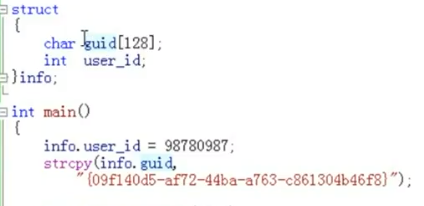 struct
{
char guid[128];
int user_id;
}info;
int main()
{
info.user_id = 98780987;
strcpy(info.guid,
"{09f140d5-af72-44ba-a763-c861304b46f8}");